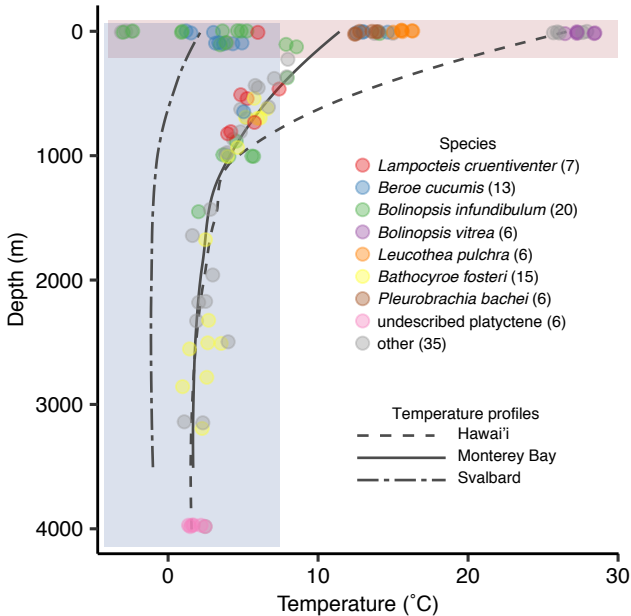 0
1000
2000
3000
4000
Depth (m)
Species
Lampocteis cruentiventer (7)
Beroe cucumis (13)
Bolinopsis infundibulum (20)
Bolinopsis vitrea (6)
Leucothea pulchra (6)
Bathocyroe fosteri (15)
Pleurobrachia bachei (6)
undescribed platyctene (6)
other (35)
Temperature profiles
Hawai'i
Monterey Bay
Svalbard
0 10 20 30
Temperature (˚C)